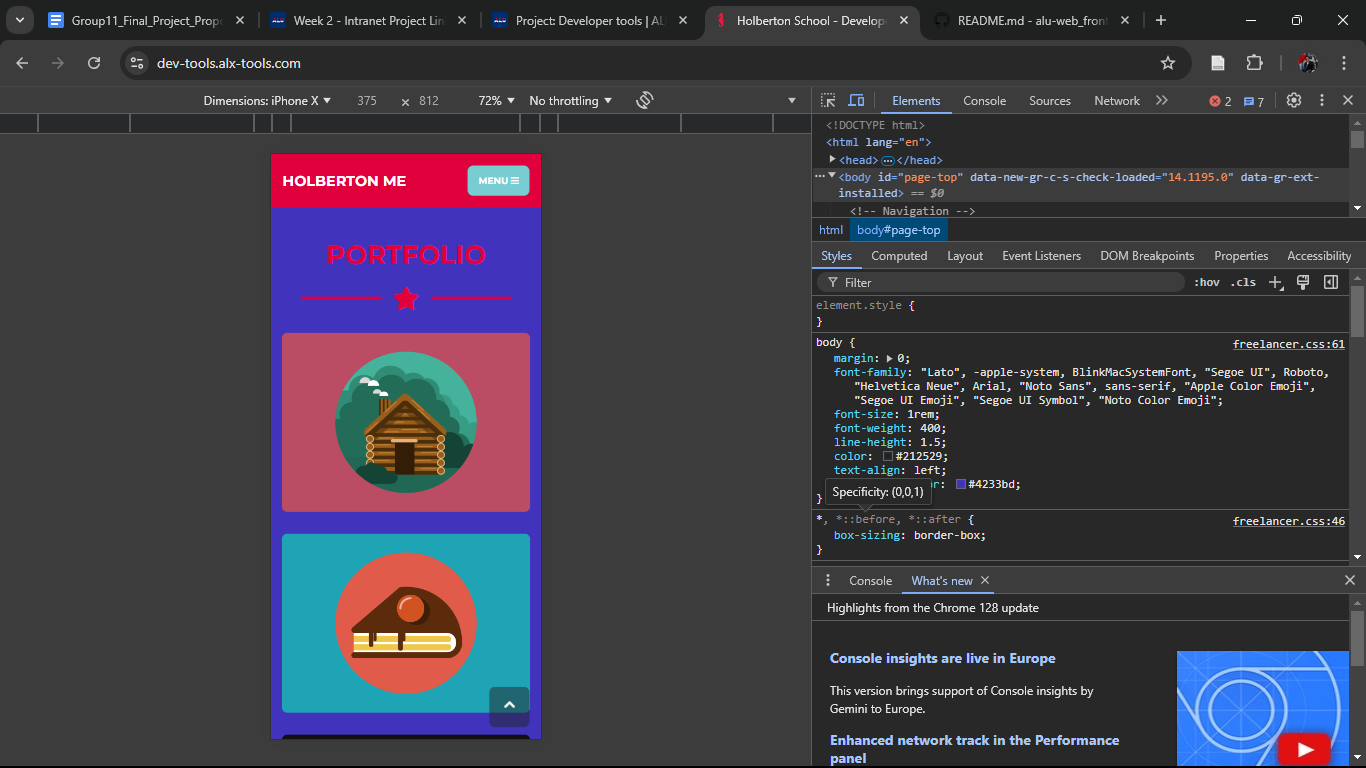 Group11_Final_Project_Prop
Week 2 - Intranet Project Lin
Project: Developer tools | AL
Holberton School - Develop
README.md - alu-web_front
dev-tools.alx-tools.com
Dimensions: iPhone X ▼ 375 × 812 72% ▼ No throttling ▼
Elements Console Sources Network 2 7
<!DOCTYPE html>
<html lang="en">
<head> … </head>
<body id="page-top" data-new-gr-c-s-check-loaded="14.1195.0" data-gr-ext-
installed> == $0
<!-- Navigation -->
html body#page-top
Styles Computed Layout Event Listeners DOM Breakpoints Properties Accessibility
Filter :hov .cls
element.style {
}
body { freelancer.css:61
margin: 0;
font-family: "Lato", -apple-system, BlinkMacSystemFont, "Segoe UI", Roboto,
"Helvetica Neue", Arial, "Noto Sans", sans-serif, "Apple Color Emoji",
"Segoe UI Emoji", "Segoe UI Symbol", "Noto Color Emoji";
font-size: 1rem;
font-weight: 400;
line-height: 1.5;
color: #212529;
text-align: left;
r: #4233bd;
Specificity: (0,0,1)
}
*, *::before, *::after { freelancer.css:46
box-sizing: border-box;
}
Console What's new
Highlights from the Chrome 128 update
Console insights are live in Europe
This version brings support of Console insights by
Gemini to Europe.
Enhanced network track in the Performance
panel
HOLBERTON ME MENU
PORTFOLIO